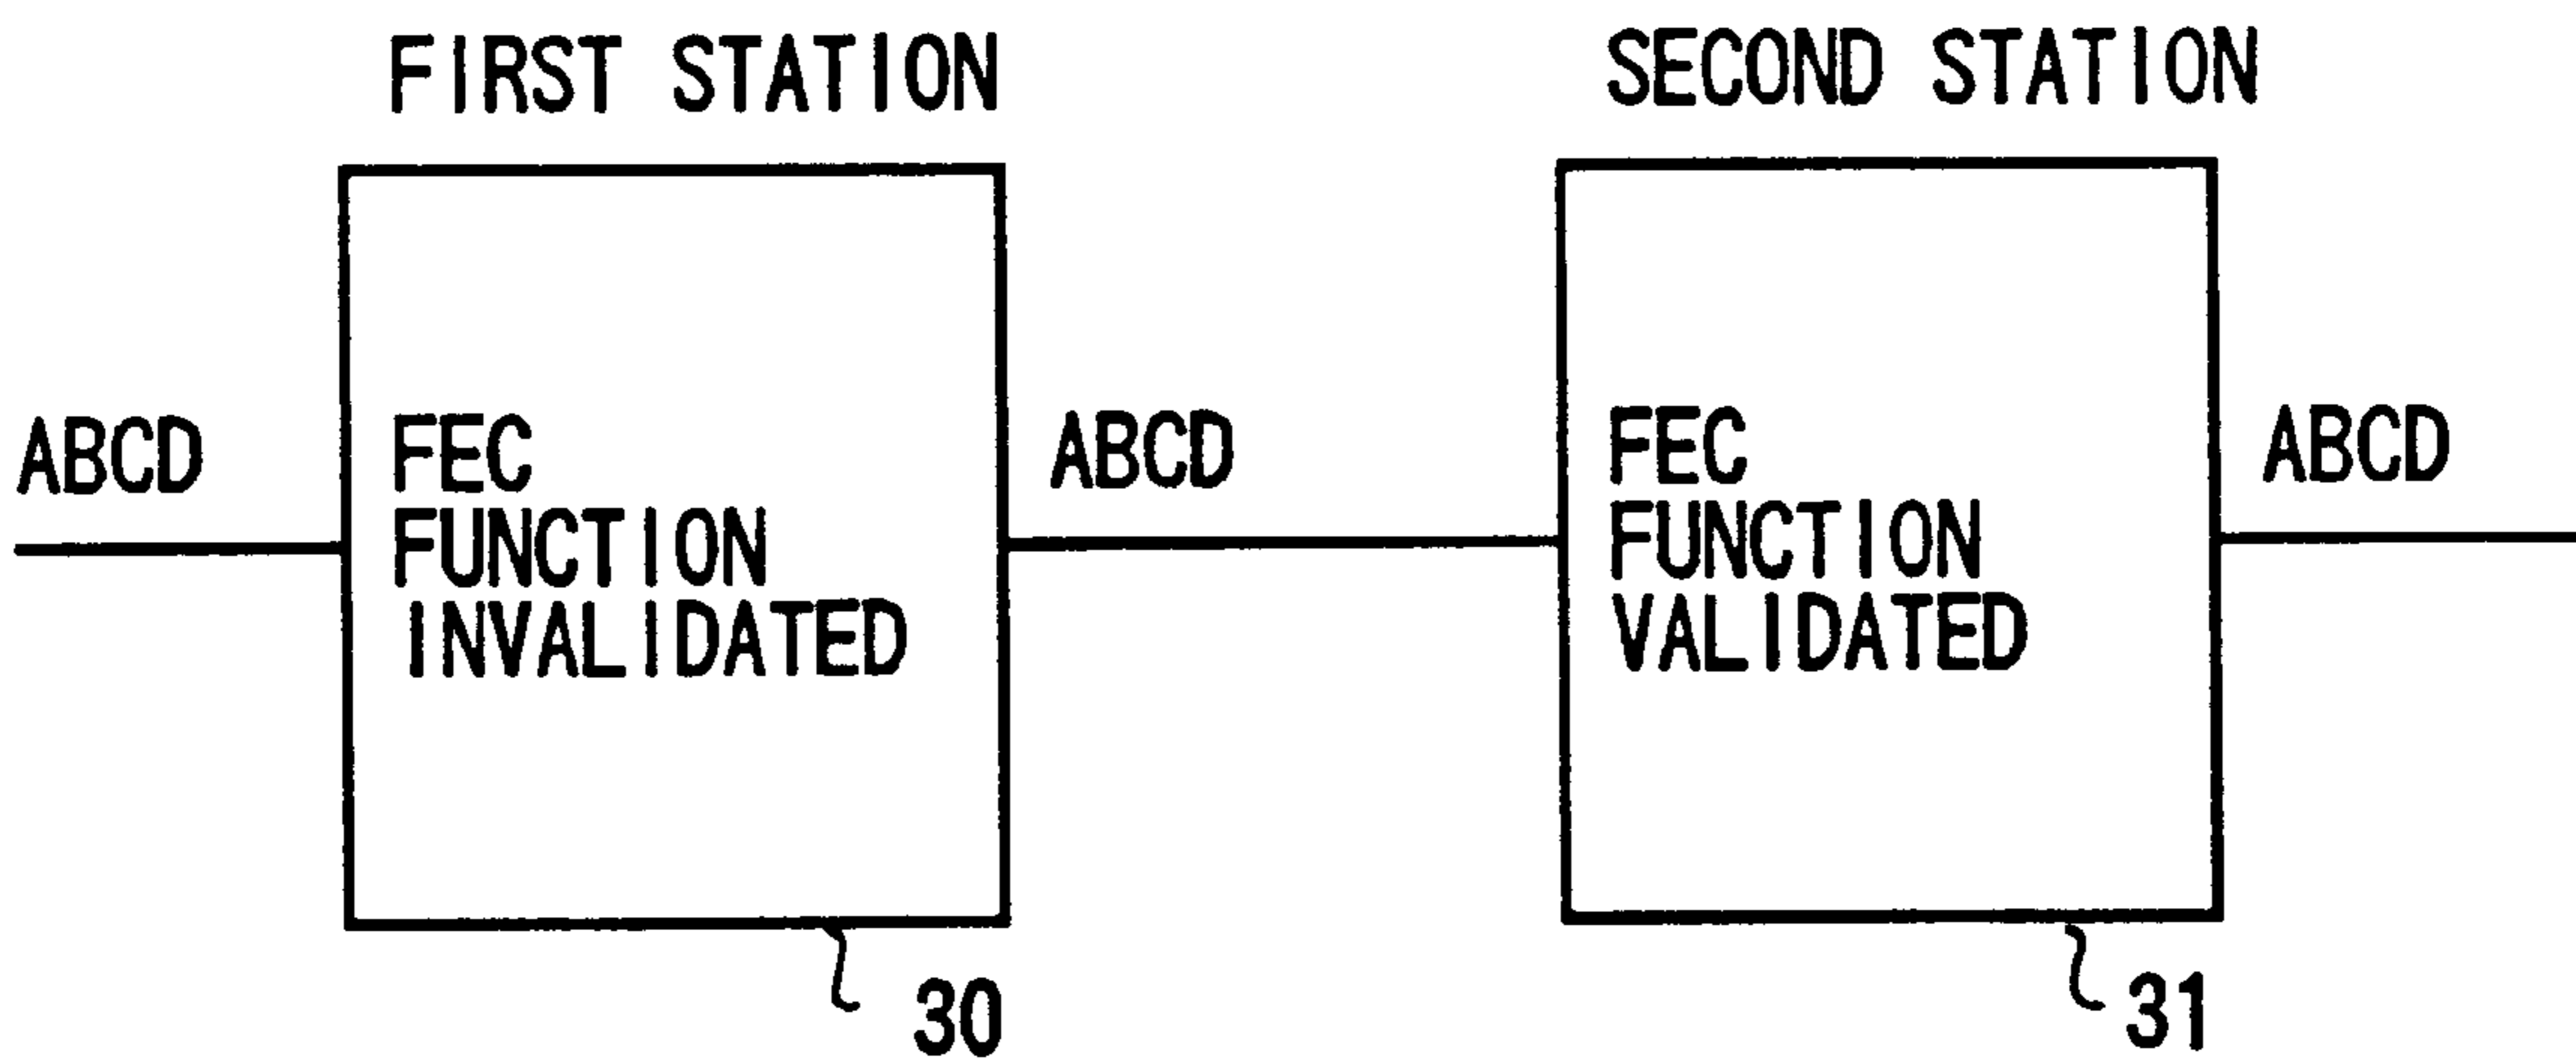 FIRST STATION
SECOND STATION
ABCD
FEC
FUNCTION
INVALIDATED
ABCD
FEC
FUNCTION
VALIDATED
ABCD
30
31